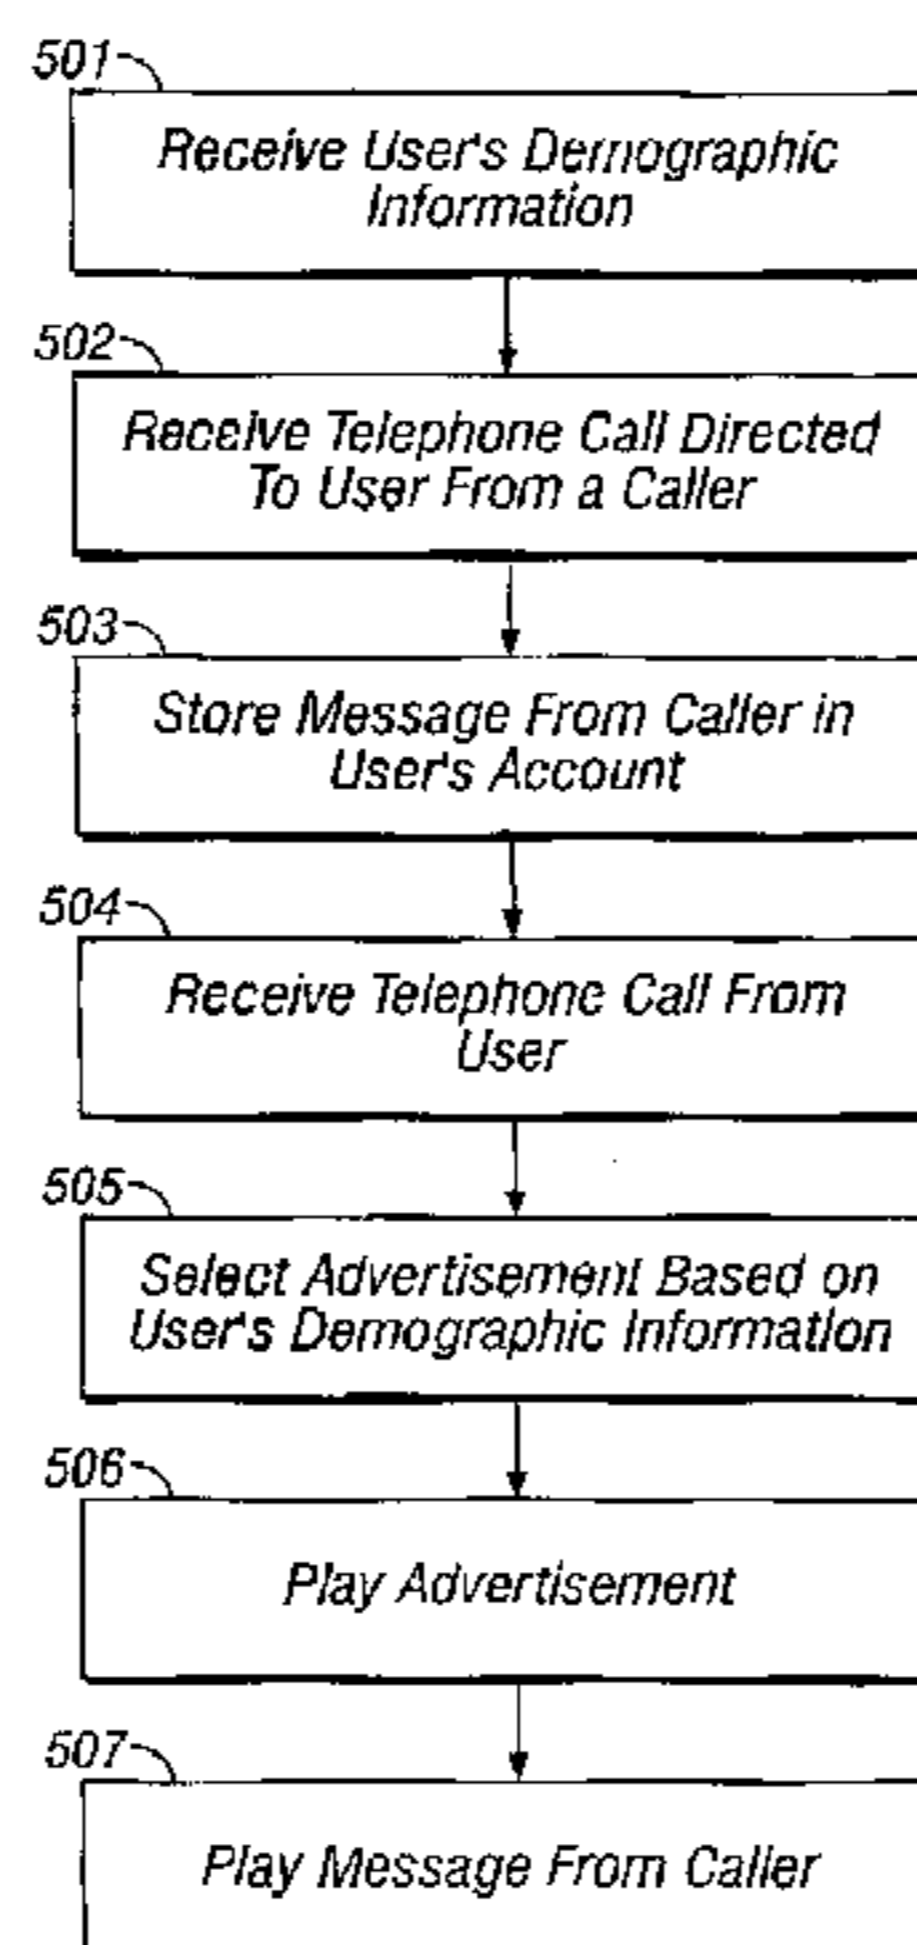 501
Receive User's Demographic
Information
502
Receive Telephone Call Directed
To User From a Caller
503
Store Message From Caller in
User's Account
504
Receive Telephone Call From
User
505
Select Advertisement Based on
User's Demographic Information
506
Play Advertisement
507
Play Message From Caller